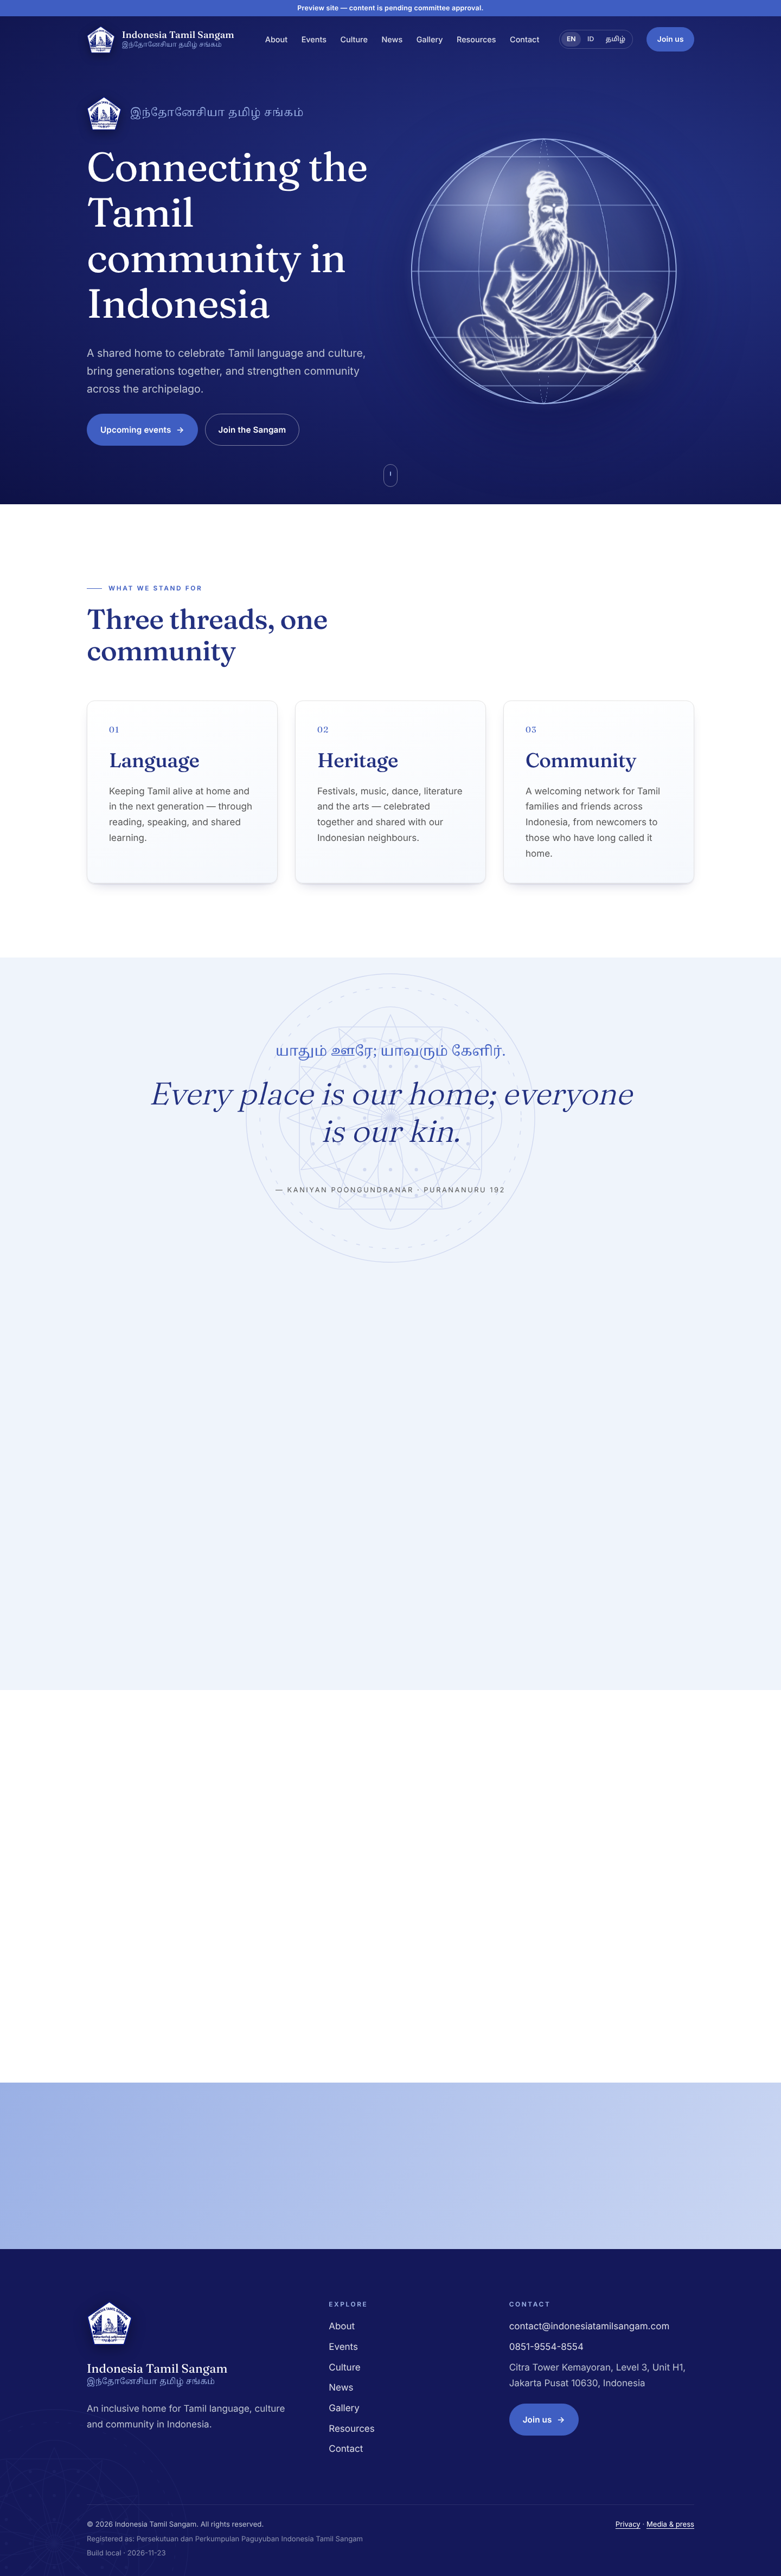 Preview site — content is pending committee approval.
Indonesia Tamil Sangam
இந்தோனேசியா தமிழ் சங்கம்
About Events Culture News Gallery Resources Contact
EN ID தமிழ்
Join us
இந்தோனேசியா தமிழ் சங்கம்
Connecting the
Tamil
community in
Indonesia
A shared home to celebrate Tamil language and culture,
bring generations together, and strengthen community
across the archipelago.
Upcoming events →
Join the Sangam
WHAT WE STAND FOR
Three threads, one
community
01
Language
Keeping Tamil alive at home and
in the next generation — through
reading, speaking, and shared
learning.
02
Heritage
Festivals, music, dance, literature
and the arts — celebrated
together and shared with our
Indonesian neighbours.
03
Community
A welcoming network for Tamil
families and friends across
Indonesia, from newcomers to
those who have long called it
home.
யாதும் ஊரே; யாவரும் கேளிர்.
Every place is our home; everyone
is our kin.
— KANIYAN POONGUNDRANAR · PURANANURU 192
Indonesia Tamil Sangam
இந்தோனேசியா தமிழ் சங்கம்
An inclusive home for Tamil language, culture
and community in Indonesia.
EXPLORE
About
Events
Culture
News
Gallery
Resources
Contact
CONTACT
contact@indonesiatamilsangam.com
0851-9554-8554
Citra Tower Kemayoran, Level 3, Unit H1,
Jakarta Pusat 10630, Indonesia
Join us →
© 2026 Indonesia Tamil Sangam. All rights reserved.
Registered as: Persekutuan dan Perkumpulan Paguyuban Indonesia Tamil Sangam
Build local · 2026-11-23
Privacy · Media & press